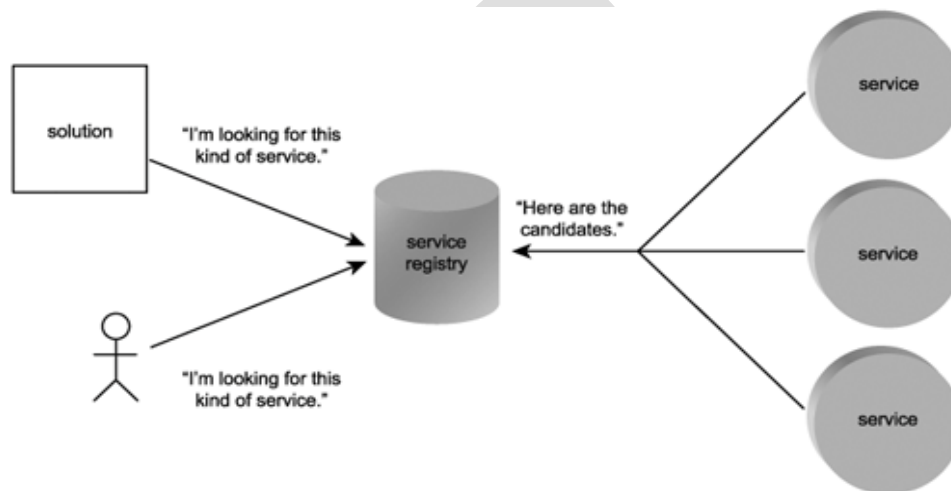 solution
“I’m looking for this
kind of service.”
service
registry
“I’m looking for this
kind of service.”
“Here are the
candidates.”
service
service
service